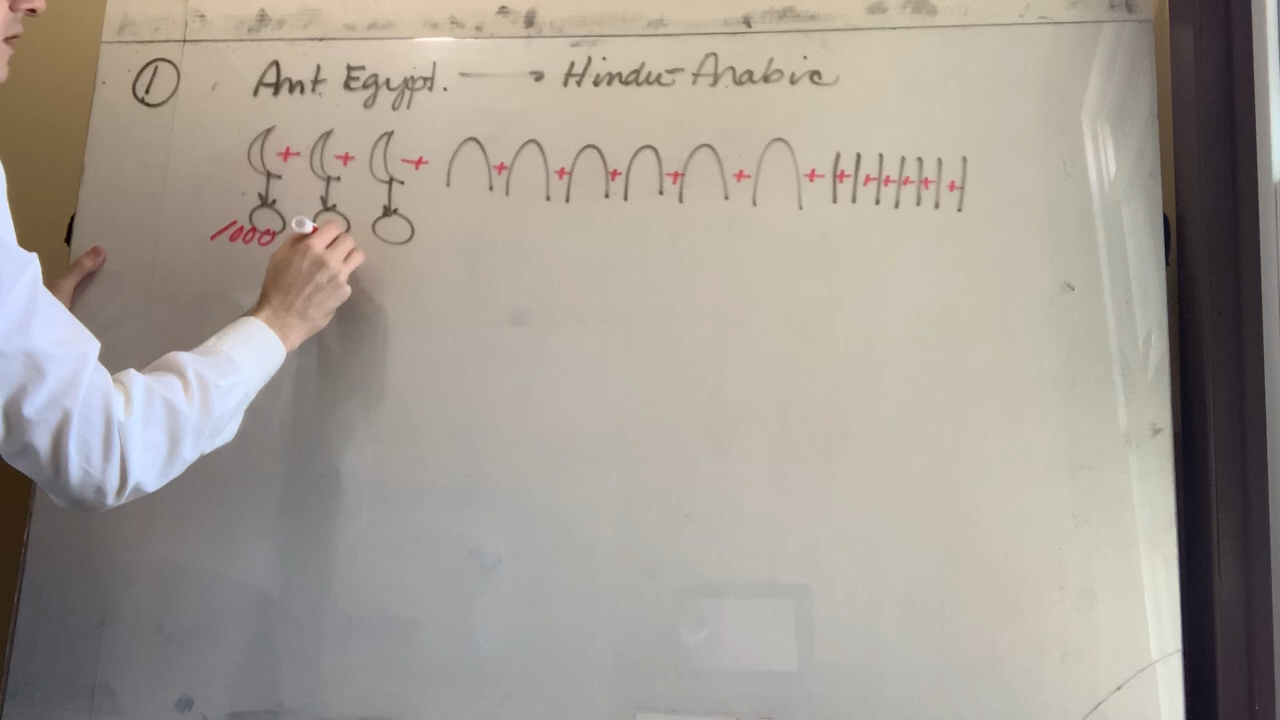 ① Ant. Egypt. → Hindu-Arabic
+ + + + + + + + + + + + + + +
1000